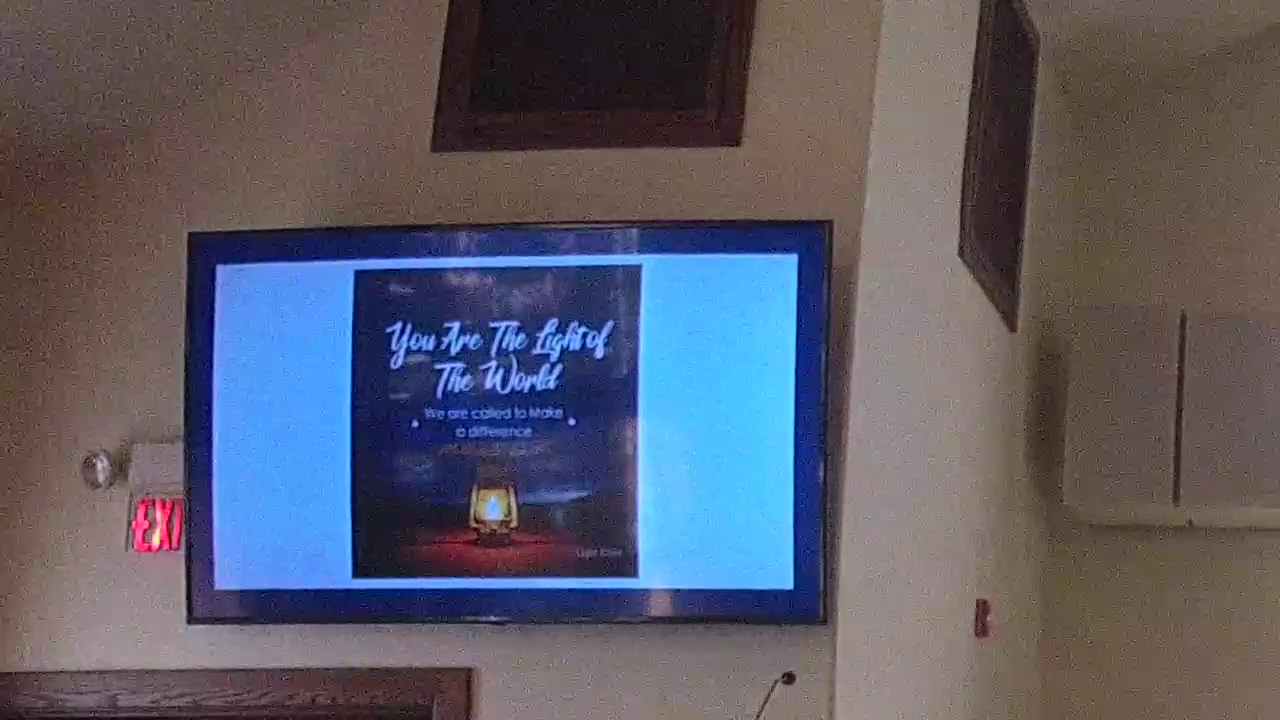 You Are The Light of
The World
We are called to Make
a difference
EXI